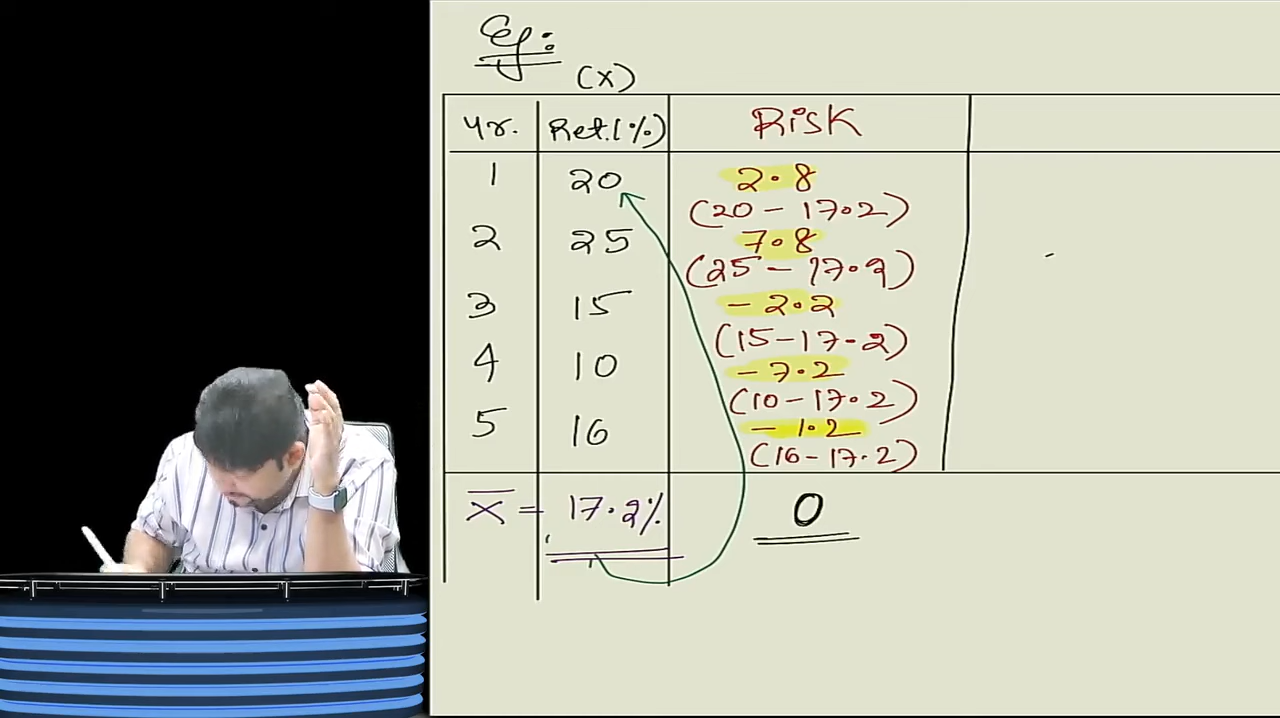 Eg:
(X)
Yr. Ret.(%) Risk
1 20 2.8
(20 - 17.2)
2 25 7.8
(25 - 17.2)
3 15 - 2.2
(15 - 17.2)
4 10 - 7.2
(10 - 17.2)
5 16 - 1.2
(16 - 17.2)
X̄ = 17.2% 0